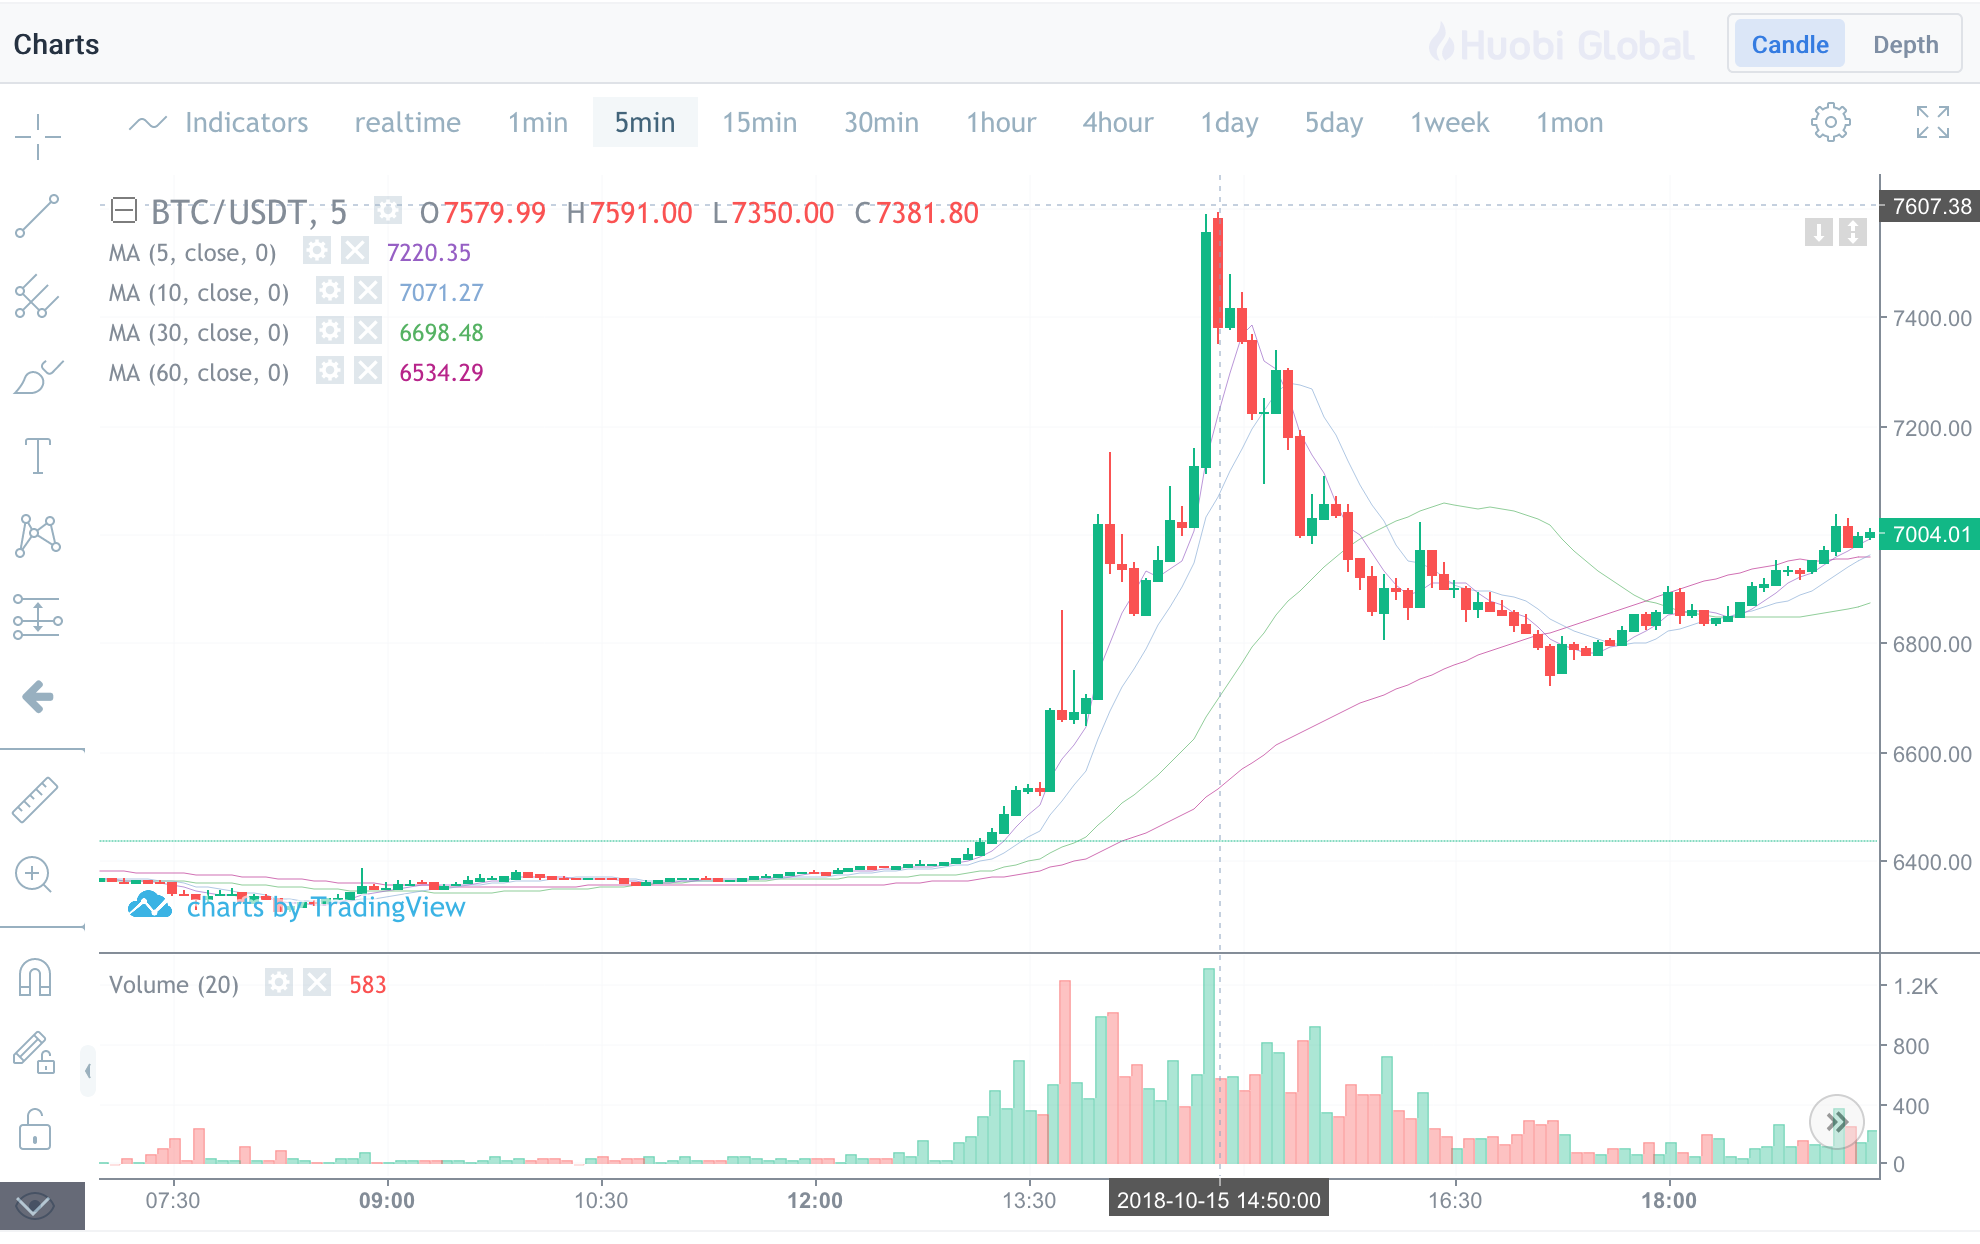 Charts
Huobi Global
Candle Depth
Indicators realtime 1min 5min 15min 30min 1hour 4hour 1day 5day 1week 1mon
BTC/USDT, 5 O7579.99 H7591.00 L7350.00 C7381.80
7607.38
MA (5, close, 0) 7220.35
MA (10, close, 0) 7071.27
7400.00
MA (30, close, 0) 6698.48
MA (60, close, 0) 6534.29
7200.00
T
7004.01
6800.00
6600.00
6400.00
charts by TradingView
Volume (20) 583
1.2K
800
400
0
07:30 09:00 10:30 12:00 13:30 2018-10-15 14:50:00 16:30 18:00